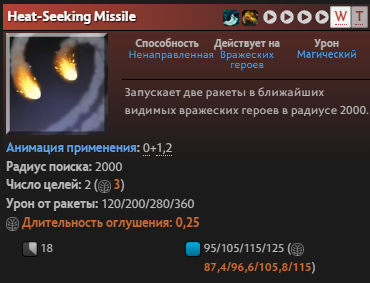 Heat-Seeking Missile
W T
Способность Действует на Урон
Ненаправленная Вражеских героев Магический
Запускает две ракеты в ближайших
видимых вражеских героев в радиусе 2000.
Анимация применения: 0+1,2
Радиус поиска: 2000
Число целей: 2 (3)
Урон от ракеты: 120/200/280/360
Длительность оглушения: 0,25
18 95/105/115/125 (
87,4/96,6/105,8/115)